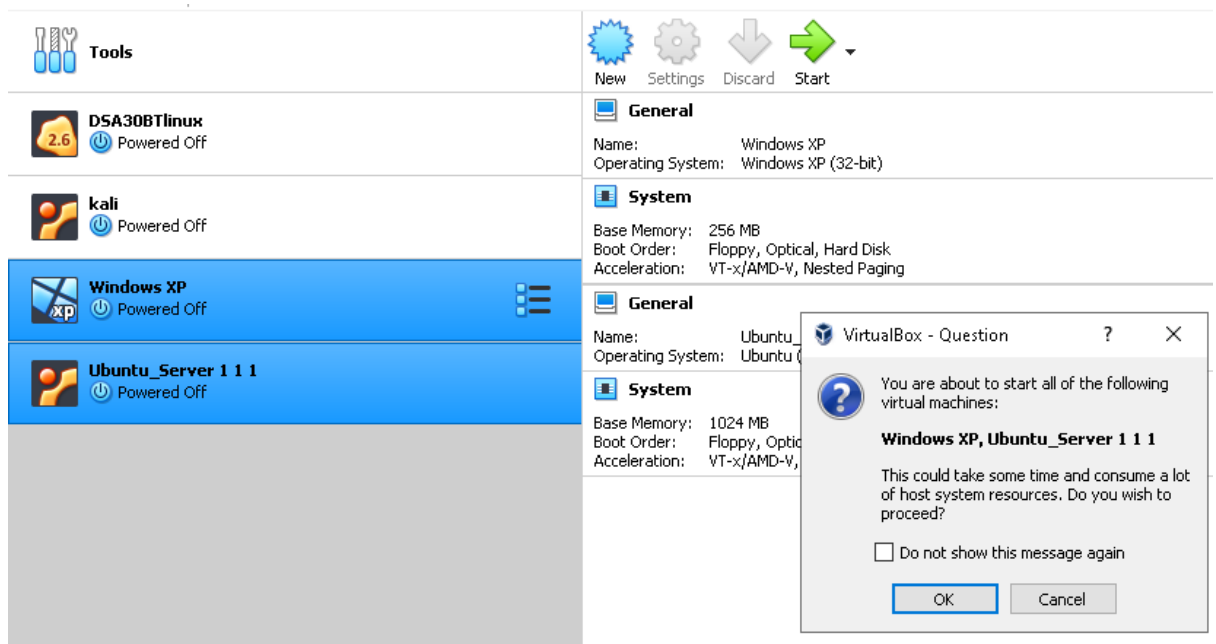 Tools
2.6
DSA30BTlinux
Powered Off
kali
Powered Off
XP
Windows XP
Powered Off
Ubuntu_Server 1 1 1
Powered Off
New Settings Discard Start
General
Name: Windows XP
Operating System: Windows XP (32-bit)
System
Base Memory: 256 MB
Boot Order: Floppy, Optical, Hard Disk
Acceleration: VT-x/AMD-V, Nested Paging
General
Name: Ubuntu_
Operating System: Ubuntu (
System
Base Memory: 1024 MB
Boot Order: Floppy, Optic
Acceleration: VT-x/AMD-V,
VirtualBox - Question ? ×
You are about to start all of the following
virtual machines:
Windows XP, Ubuntu_Server 1 1 1
This could take some time and consume a lot
of host system resources. Do you wish to
proceed?
Do not show this message again
OK Cancel